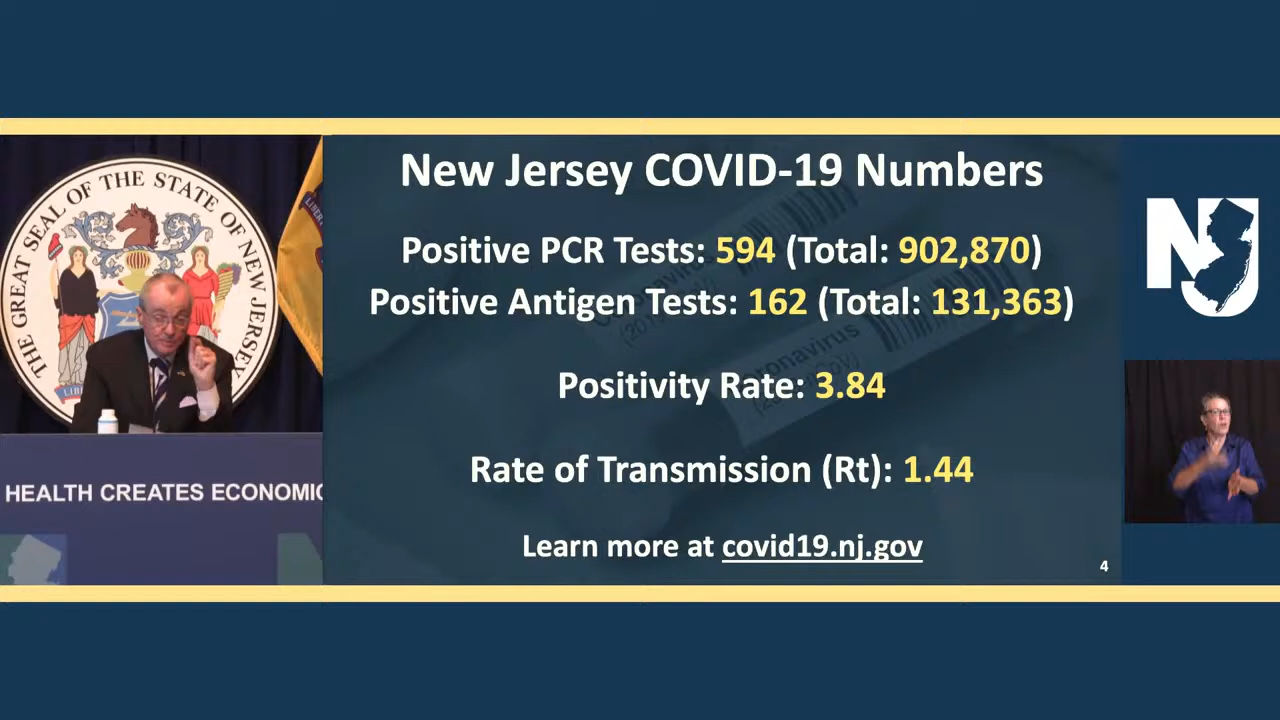 THE GREAT SEAL OF THE STATE OF NEW JERSEY
LIBER
HEALTH CREATES ECONOMIC
New Jersey COVID-19 Numbers
Positive PCR Tests: 594 (Total: 902,870)
Positive Antigen Tests: 162 (Total: 131,363)
Positivity Rate: 3.84
Rate of Transmission (Rt): 1.44
Learn more at covid19.nj.gov
4
NJ